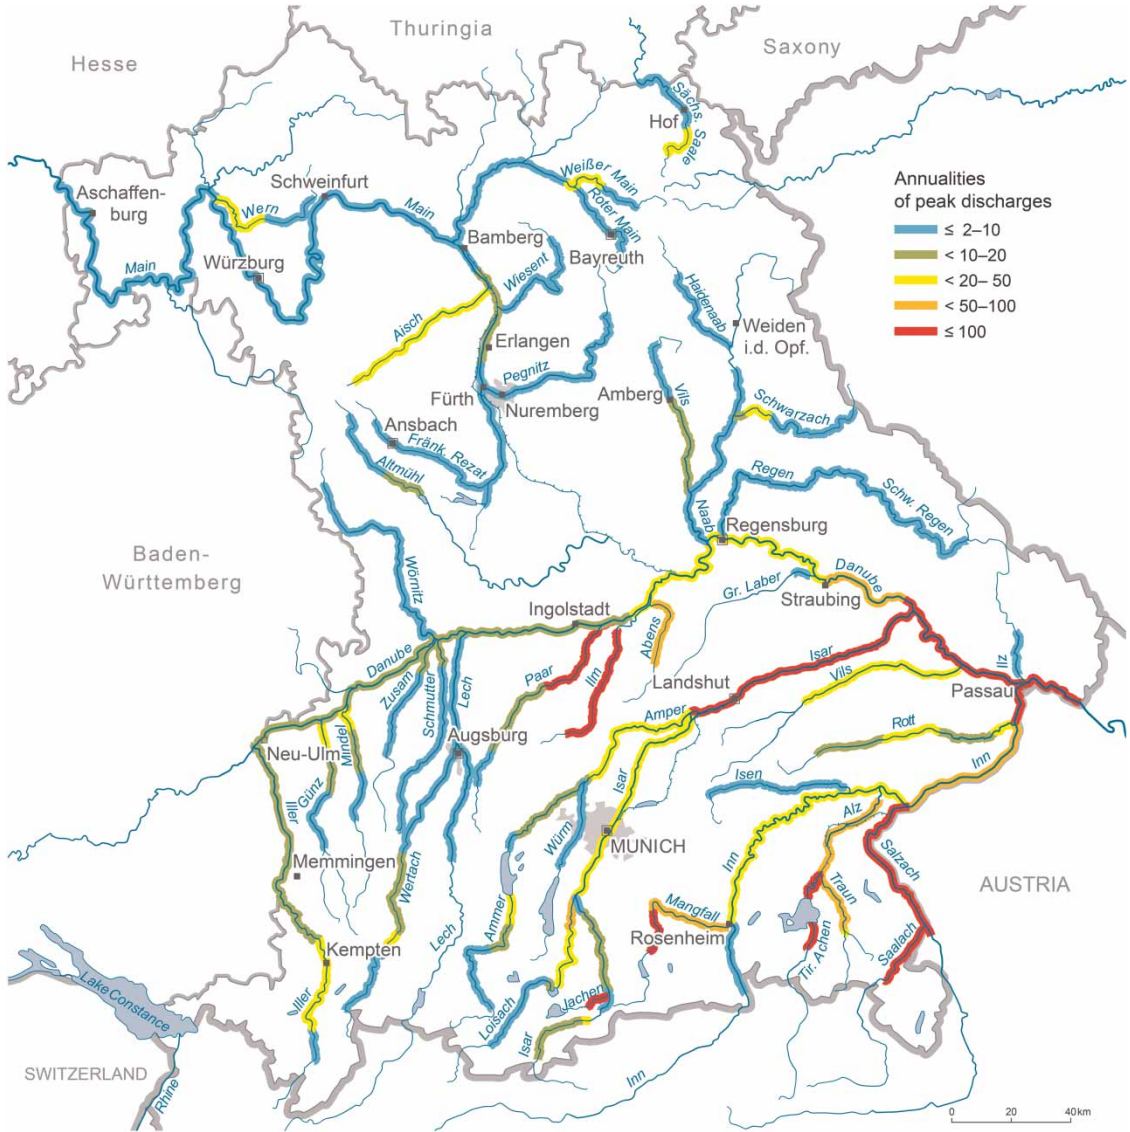 Thuringia
Saxony
Hesse
Sächs. Saale
Hof
Annualities
of peak discharges
≤ 2–10
< 10–20
< 20– 50
< 50–100
≤ 100
Aschaffen-
burg
Schweinfurt
Wern
Main
Weißer Main
Roter Main
Bamberg
Bayreuth
Würzburg
Main
Wiesent
Haidenaab
Aisch
Weiden
i.d. Opf.
Erlangen
Pegnitz
Fürth
Nuremberg
Amberg
Vils
Schwarzach
Ansbach
Fränk. Rezat
Altmühl
Regen
Schw. Regen
Naab
Regensburg
Baden-
Württemberg
Wörnitz
Gr. Laber
Danube
Straubing
Ingolstadt
Abens
Danube
Zusam
Schmutter
Lech
Paar
Ilm
Isar
Landshut
Vils
Ilz
Passau
Amper
Neu-Ulm
Mindel
Günz
Augsburg
Rott
Inn
Isar
Isen
Iller
Würm
MUNICH
Alz
Inn
Salzach
Memmingen
Wertach
Traun
AUSTRIA
Ammer
Lech
Mangfall
Rosenheim
Kempten
Tir. Achen
Saalach
Lake Constance
Iller
Loisach
Jachen
Isar
SWITZERLAND
Rhine
Inn
0 20 40 km